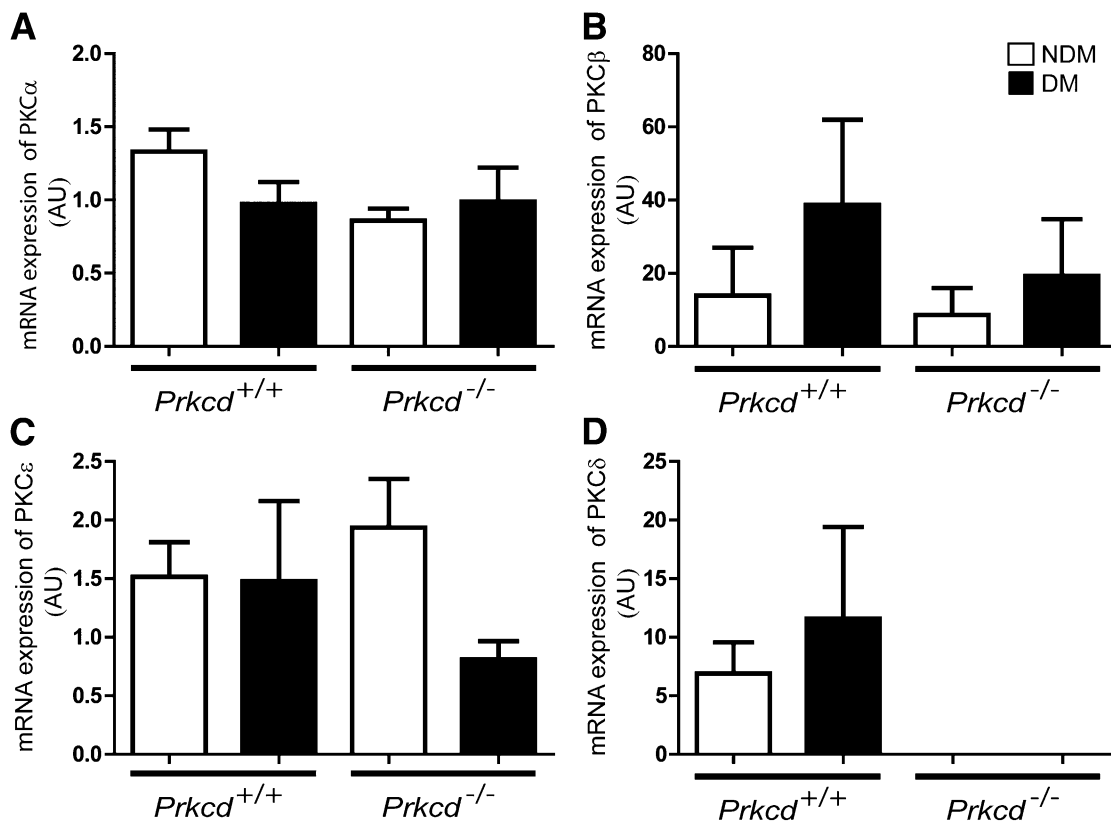 A
mRNA expression of PKCα
(AU)
2.0
1.5
1.0
0.5
0.0
Prkcd+/+
Prkcd-/-
B
mRNA expression of PKCβ
(AU)
80
60
40
20
0
NDM
DM
Prkcd+/+
Prkcd-/-
C
mRNA expression of PKCε
(AU)
2.5
2.0
1.5
1.0
0.5
0.0
Prkcd+/+
Prkcd-/-
D
mRNA expression of PKCδ
(AU)
25
20
15
10
5
0
Prkcd+/+
Prkcd-/-